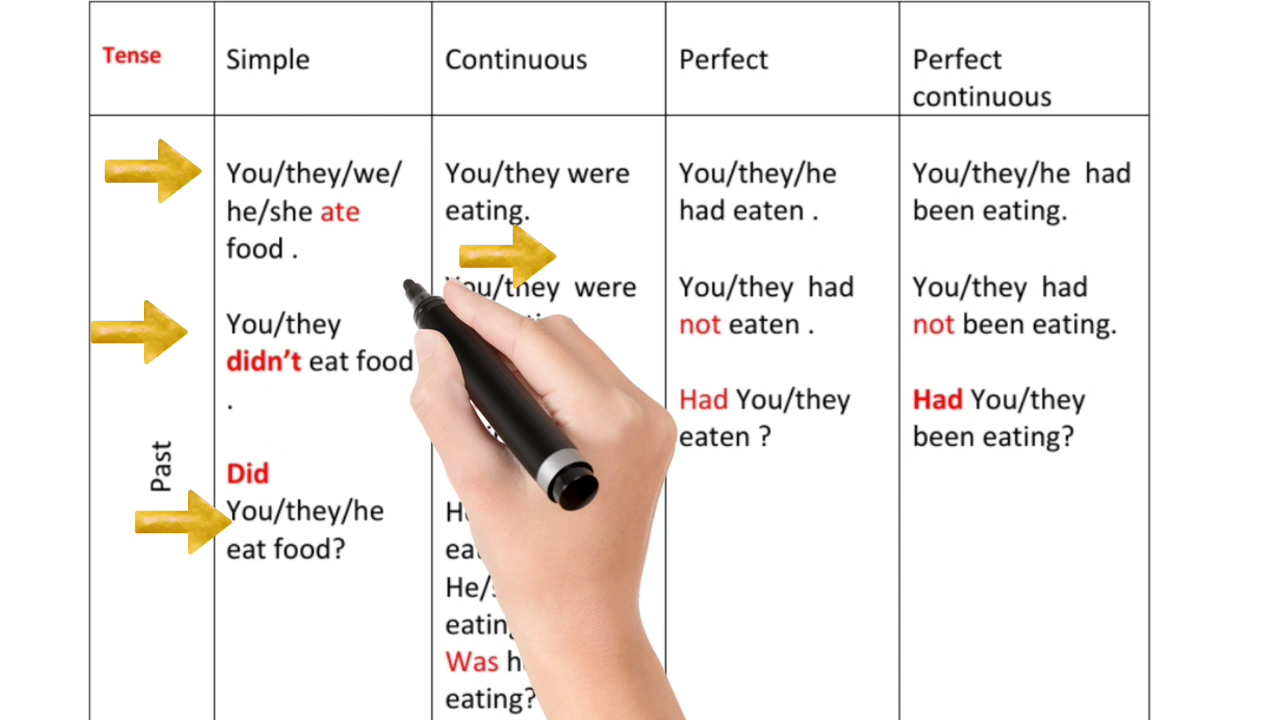 Tense
Simple
Continuous
Perfect
Perfect
continuous
Past
You/they/we/
he/she ate
food .
You/they
didn't eat food
.
Did
You/they/he
eat food?
You/they were
eating.
You/they were
eating?
Was
You/they/he
had eaten .
You/they had
not eaten .
Had You/they
eaten ?
You/they/he had
been eating.
You/they had
not been eating.
Had You/they
been eating?